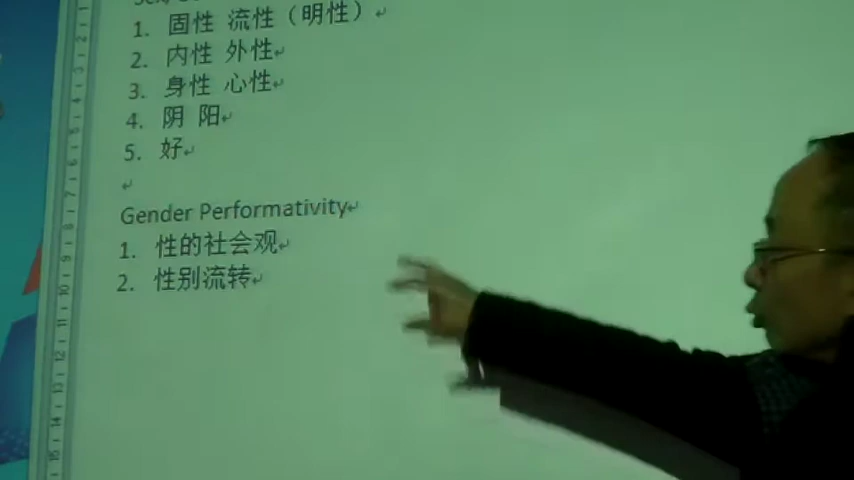 1. 固性 流性（明性）
2. 内性 外性
3. 身性 心性
4. 阴 阳
5. 好
Gender Performativity
1. 性的社会观
2. 性别流转